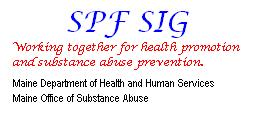 SPF SIG
Working together for health promotion
and substance abuse prevention.
Maine Department of Health and Human Services
Maine Office of Substance Abuse